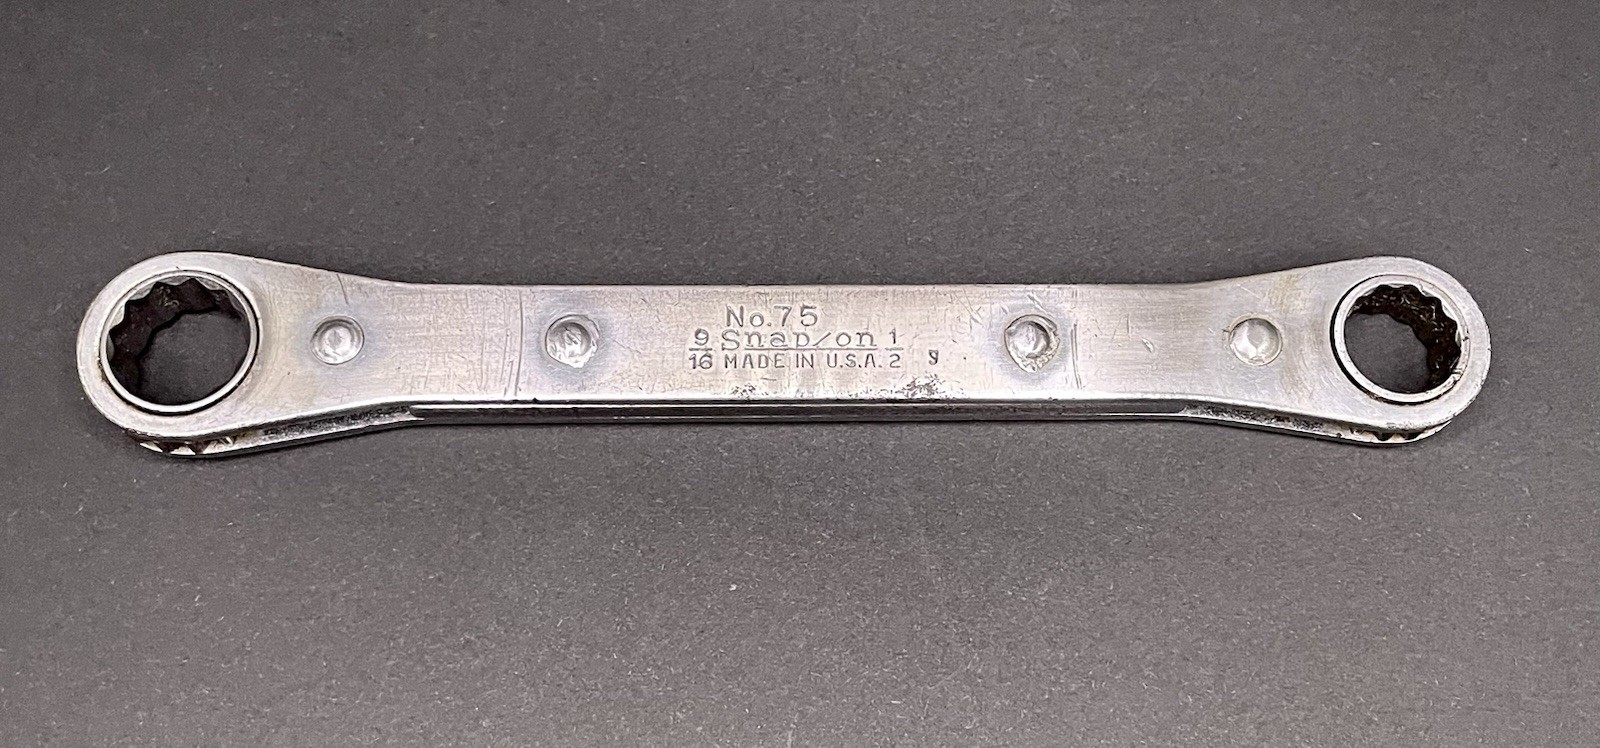 No.75
9/16 Snap/on 1/2
MADE IN U.S.A.